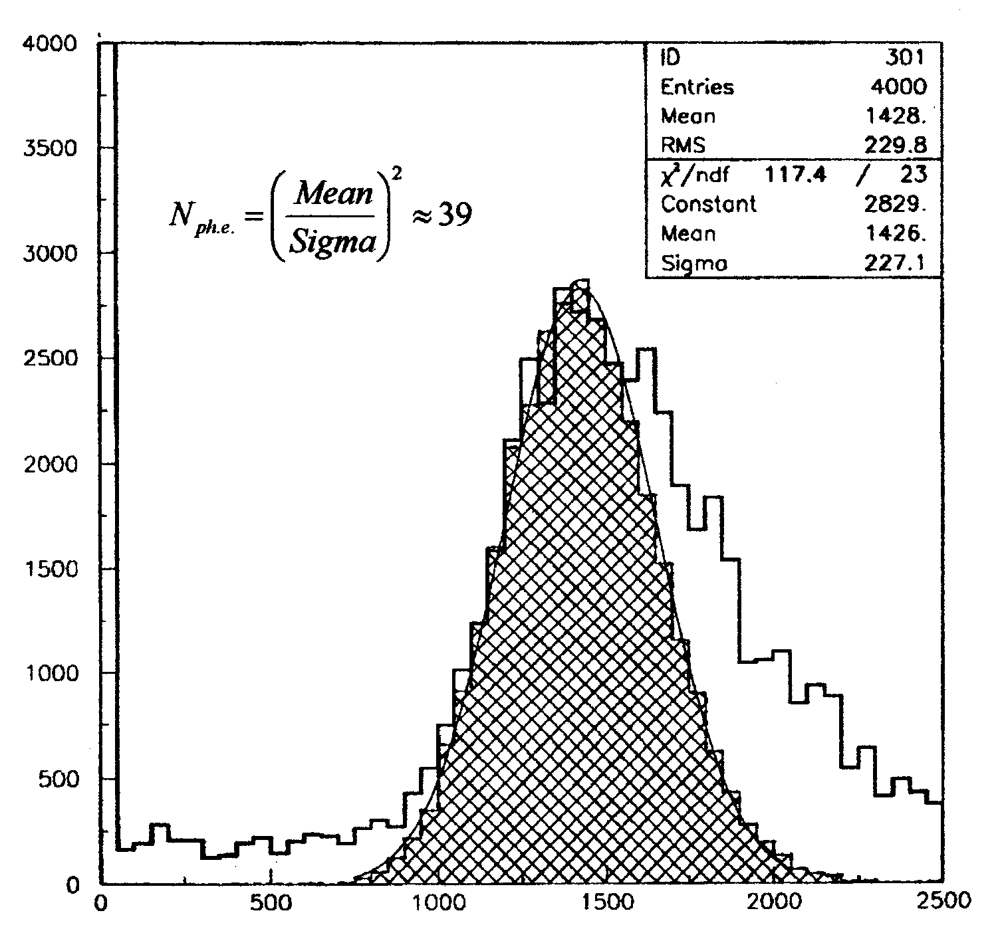 4000
3500
3000
2500
2000
1500
1000
500
0
0 500 1000 1500 2000 2500
N_{ph.e.} = (Mean/Sigma)² ≈ 39
ID 301
Entries 4000
Mean 1428.
RMS 229.8
χ²/ndf 117.4 / 23
Constant 2829.
Mean 1426.
Sigma 227.1